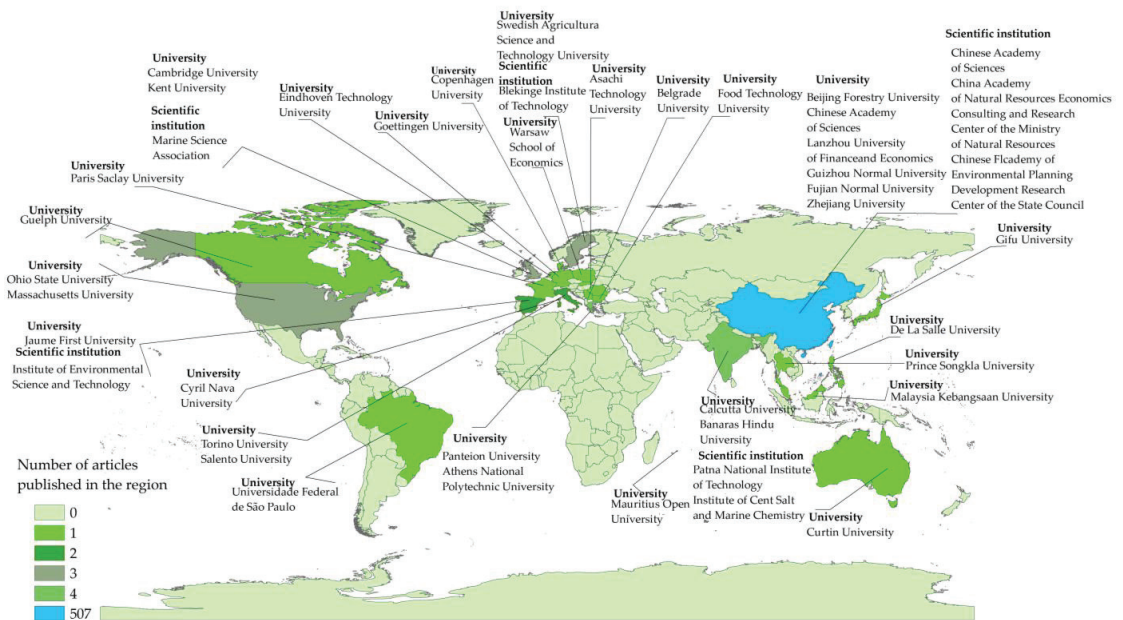 University
Cambridge University
Kent University
Scientific
institution
Marine Science
Association
University
Eindhoven Technology
University
University
Goettingen University
University
Copenhagen
University
University
Swedish Agricultura
Science and
Technology University
Scientific
institution
Blekinge Institute
of Technology
University
Warsaw
School of
Economics
University
Asachi
Technology
University
University
Belgrade
University
University
Food Technology
University
University
Beijing Forestry University
Chinese Academy
of Sciences
Lanzhou University
of Financeand Economics
Guizhou Normal University
Fujian Normal University
Zhejiang University
Scientific institution
Chinese Academy
of Sciences
China Academy
of Natural Resources Economics
Consulting and Research
Center of the Ministry
of Natural Resources
Chinese Flcademy of
Environmental Planning
Development Research
Center of the State Council
University
Paris Saclay University
University
Guelph University
University
Ohio State University
Massachusetts University
University
Jaume First University
Scientific institution
Institute of Environmental
Science and Technology
University
Cyril Nava
University
University
Torino University
Salento University
University
Universidade Federal
de São Paulo
University
Panteion University
Athens National
Polytechnic University
University
Mauritius Open
University
University
Calcutta University
Banaras Hindu
University
Scientific institution
Patna National Institute
of Technology
Institute of Cent Salt
and Marine Chemistry
University
Gifu University
University
De La Salle University
University
Prince Songkla University
University
Malaysia Kebangsaan University
University
Curtin University
Number of articles
published in the region
0
1
2
3
4
507